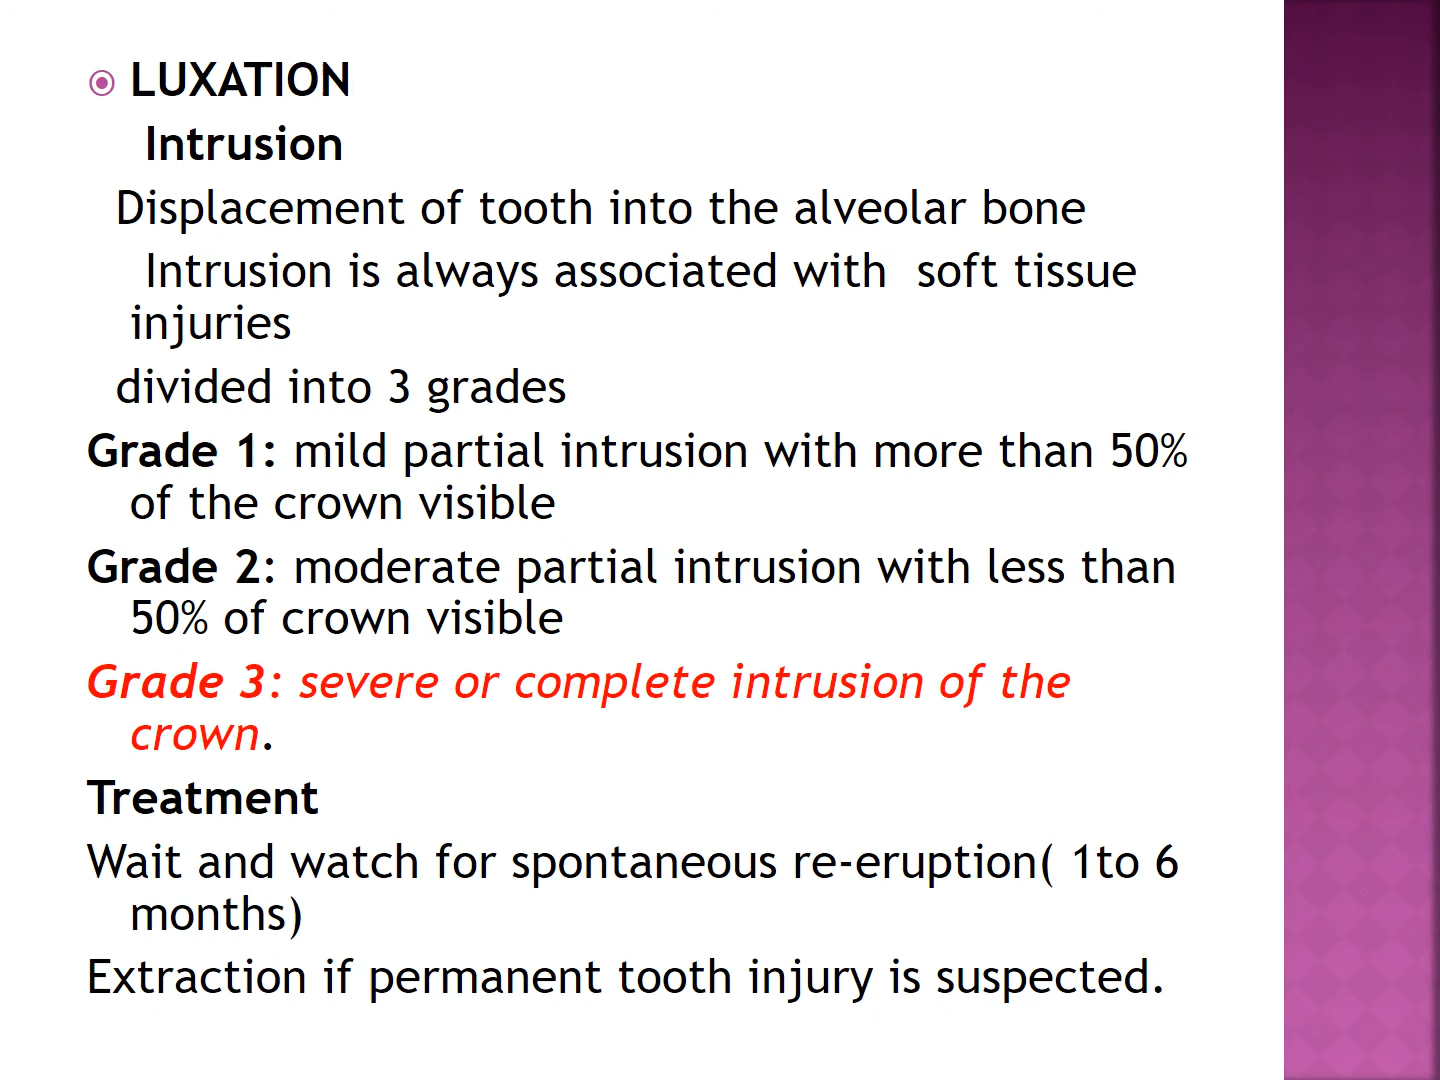 LUXATION
Intrusion
Displacement of tooth into the alveolar bone
Intrusion is always associated with  soft tissue
injuries
divided into 3 grades
Grade 1: mild partial intrusion with more than 50%
of the crown visible
Grade 2: moderate partial intrusion with less than
50% of crown visible
Grade 3: severe or complete intrusion of the
crown.
Treatment
Wait and watch for spontaneous re-eruption( 1to 6
months)
Extraction if permanent tooth injury is suspected.